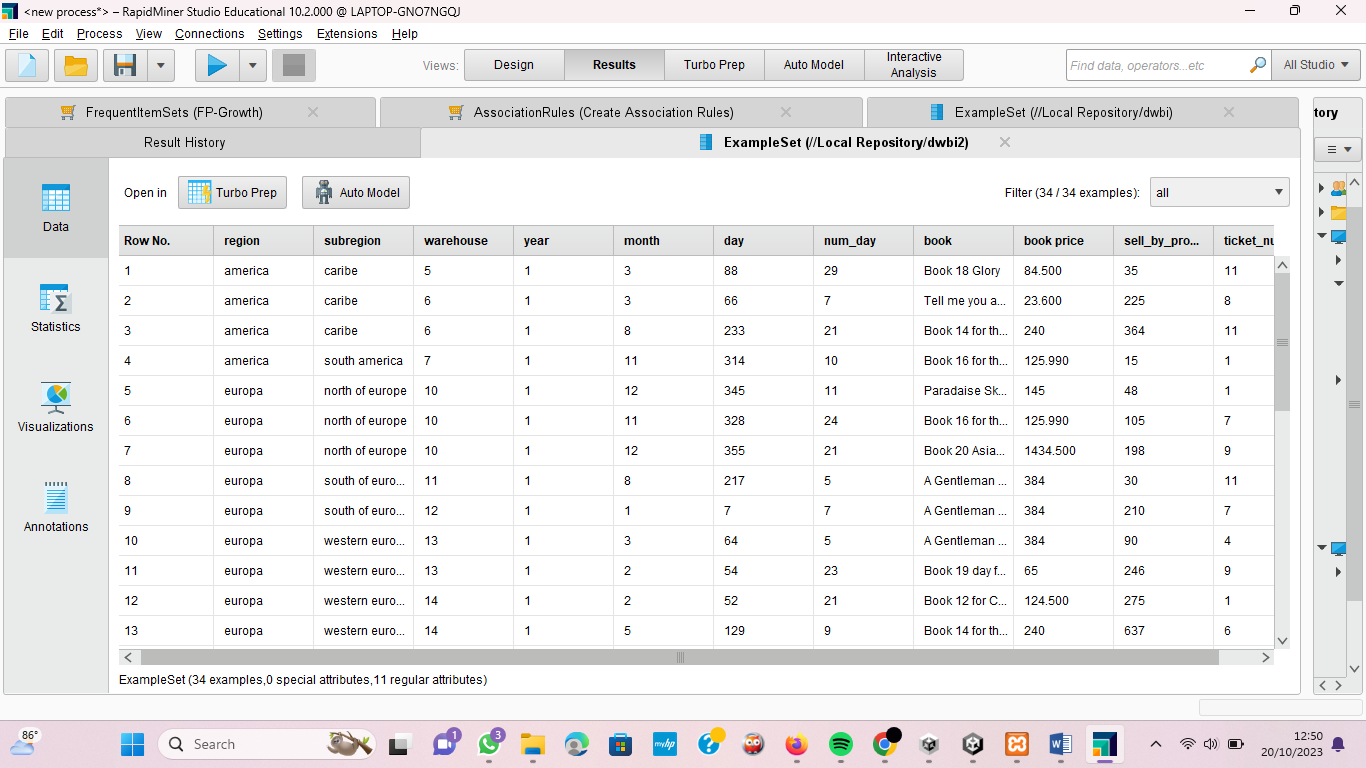 <new process*> – RapidMiner Studio Educational 10.2.000 @ LAPTOP-GNO7NGQJ
File Edit Process View Connections Settings Extensions Help
Views: Design Results Turbo Prep Auto Model Interactive Analysis Find data, operators...etc All Studio
FrequentItemSets (FP-Growth) AssociationRules (Create Association Rules) ExampleSet (//Local Repository/dwbi) tory
Result History ExampleSet (//Local Repository/dwbi2)
Open in Turbo Prep Auto Model Filter (34 / 34 examples): all
Data
Statistics
Visualizations
Annotations
Row No. region subregion warehouse year month day num_day book book price sell_by_pro... ticket_nu
1 america caribe 5 1 3 88 29 Book 18 Glory 84.500 35 11
2 america caribe 6 1 3 66 7 Tell me you a... 23.600 225 8
3 america caribe 6 1 8 233 21 Book 14 for th... 240 364 11
4 america south america 7 1 11 314 10 Book 16 for th... 125.990 15 1
5 europa north of europe 10 1 12 345 11 Paradaise Sk... 145 48 1
6 europa north of europe 10 1 11 328 24 Book 16 for th... 125.990 105 7
7 europa north of europe 10 1 12 355 21 Book 20 Asia... 1434.500 198 9
8 europa south of euro... 11 1 8 217 5 A Gentleman ... 384 30 11
9 europa south of euro... 12 1 1 7 7 A Gentleman ... 384 210 7
10 europa western euro... 13 1 3 64 5 A Gentleman ... 384 90 4
11 europa western euro... 13 1 2 54 23 Book 19 day f... 65 246 9
12 europa western euro... 14 1 2 52 21 Book 12 for C... 124.500 275 1
13 europa western euro... 14 1 5 129 9 Book 14 for th... 240 637 6
ExampleSet (34 examples,0 special attributes,11 regular attributes)
86° Search 1 3 myhp 12:50
20/10/2023